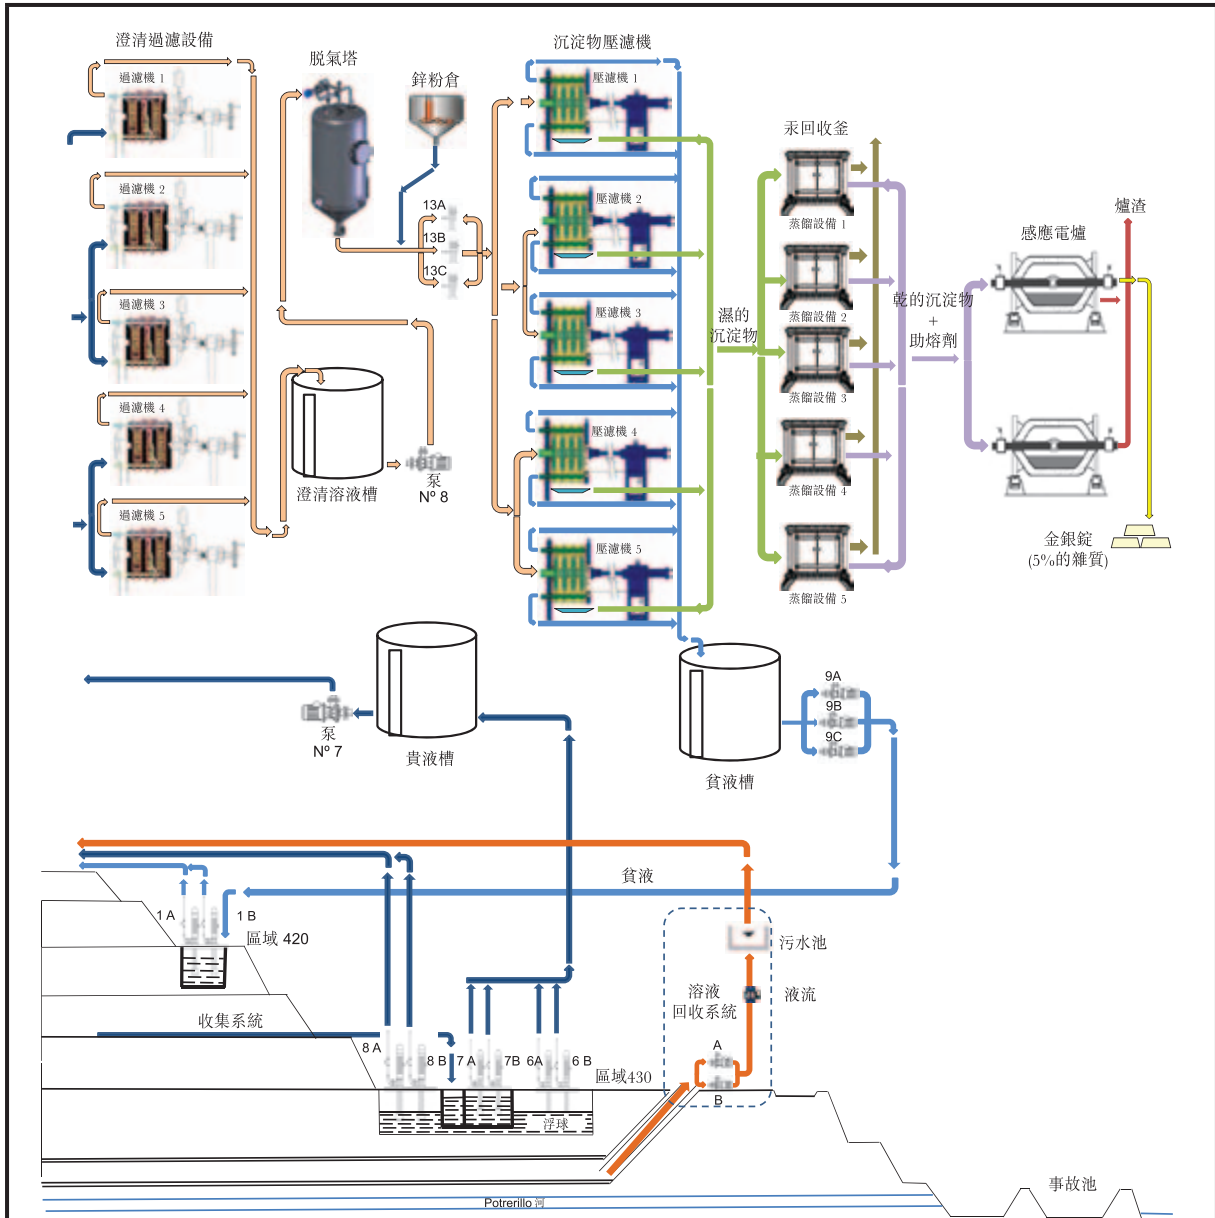 澄清過濾設備
過濾機 1
過濾機 2
過濾機 3
過濾機 4
過濾機 5
脱氣塔
鋅粉倉
13A
13B
13C
澄清溶液槽
泵
Nº 8
沉淀物壓濾機
壓濾機 1
壓濾機 2
壓濾機 3
壓濾機 4
壓濾機 5
濕的
沉淀物
汞回收釜
蒸餾設備 1
蒸餾設備 2
蒸餾設備 3
蒸餾設備 4
蒸餾設備 5
乾的沉淀物
+
助熔劑
感應電爐
爐渣
金銀錠
(5%的雜質)
泵
Nº 7
貴液槽
貧液槽
9A
9B
9C
貧液
1 A
1 B
區域 420
收集系統
8 A
8 B
7 A
7B
6A
6 B
區域430
浮球
溶液
回收系統
污水池
液流
A
B
事故池
Potrerillo 河